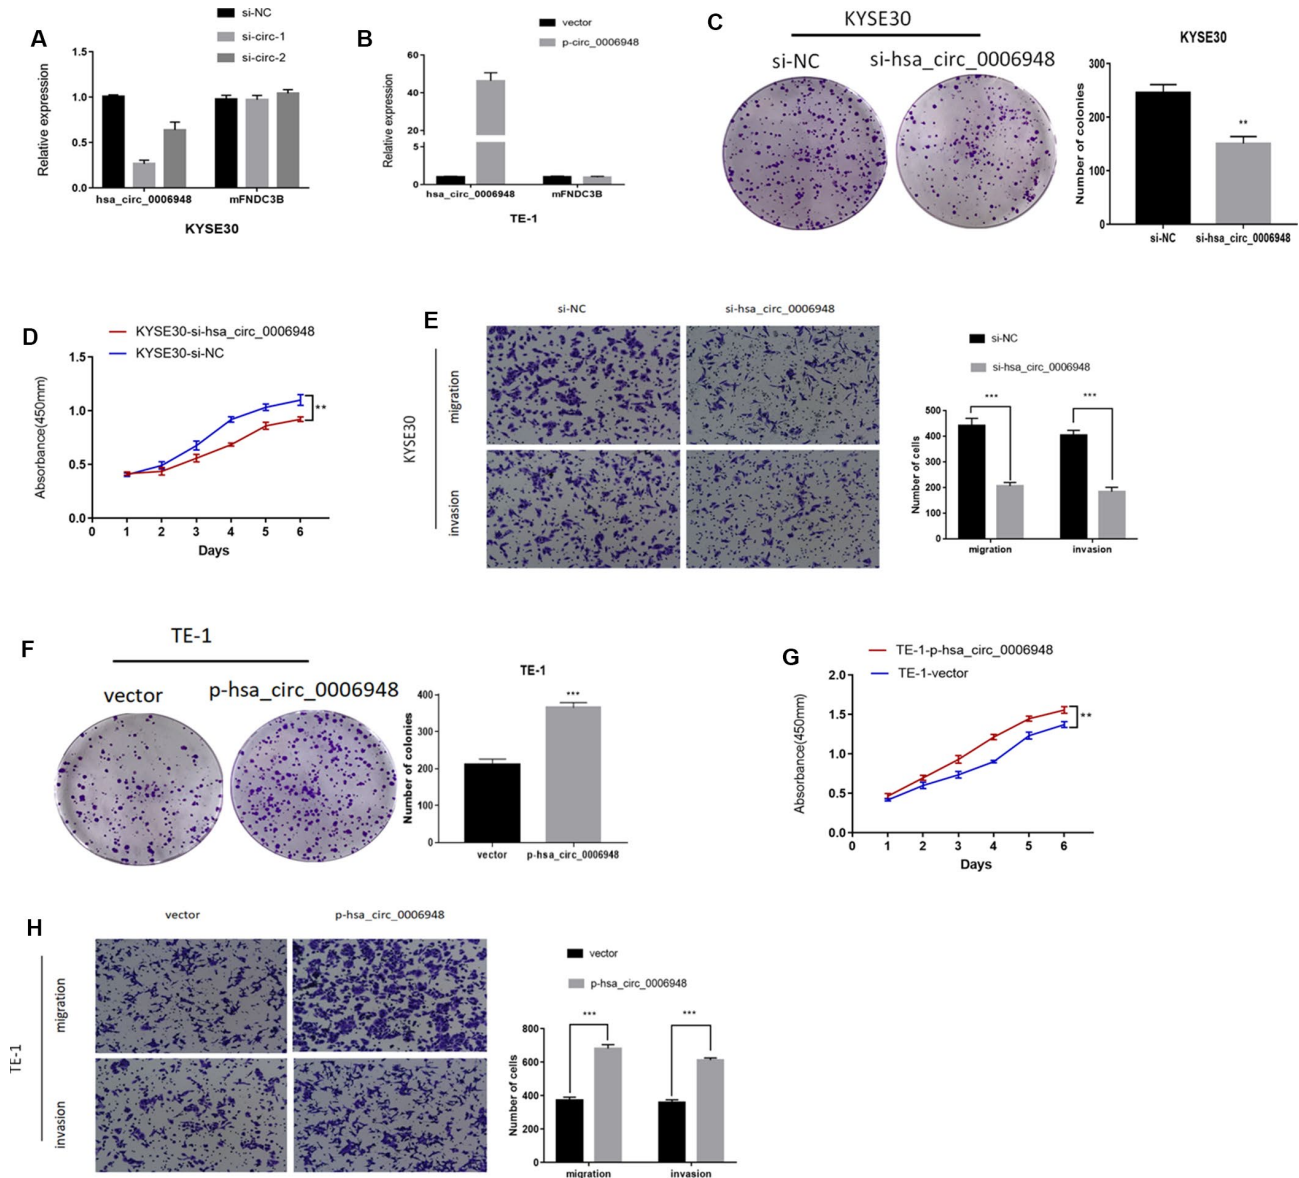 A
si-NC
si-circ-1
si-circ-2
Relative expression
1.5
1.0
0.5
0.0
hsa_circ_0006948
mFNDC3B
KYSE30
B
vector
p-circ_0006948
Relative expression
60
40
20
5
0
hsa_circ_0006948
mFNDC3B
TE-1
C
KYSE30
si-NC
si-hsa_circ_0006948
KYSE30
Number of colonies
300
200
100
0
**
si-NC
si-hsa_circ_0006948
D
KYSE30-si-hsa_circ_0006948
KYSE30-si-NC
Absorbance(450mm)
1.5
1.0
0.5
0.0
**
0 1 2 3 4 5 6
Days
E
si-NC
si-hsa_circ_0006948
KYSE30
migration
invasion
si-NC
si-hsa_circ_0006948
Number of cells
500
400
300
200
100
0
***
***
migration
invasion
F
TE-1
vector
p-hsa_circ_0006948
TE-1
Number of colonies
400
300
200
100
0
***
vector
p-hsa_circ_0006948
G
TE-1-p-hsa_circ_0006948
TE-1-vector
Absorbance(450mm)
2.0
1.5
1.0
0.5
0.0
**
0 1 2 3 4 5 6
Days
H
vector
p-hsa_circ_0006948
TE-1
migration
invasion
vector
p-hsa_circ_0006948
Number of cells
800
600
400
200
0
***
***
migration
invasion